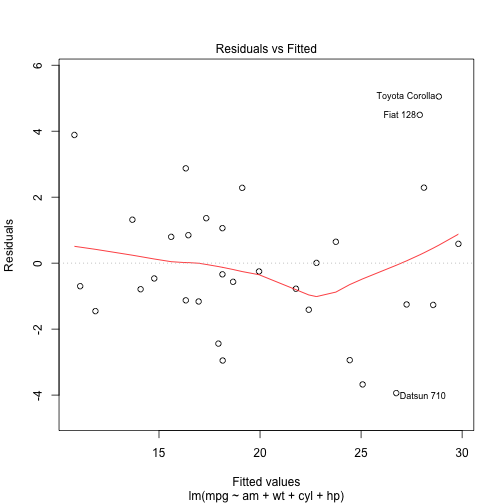 Residuals vs Fitted
Residuals
6
4
2
0
-2
-4
Toyota Corolla
Fiat 128
Datsun 710
15
20
25
30
Fitted values
lm(mpg ~ am + wt + cyl + hp)